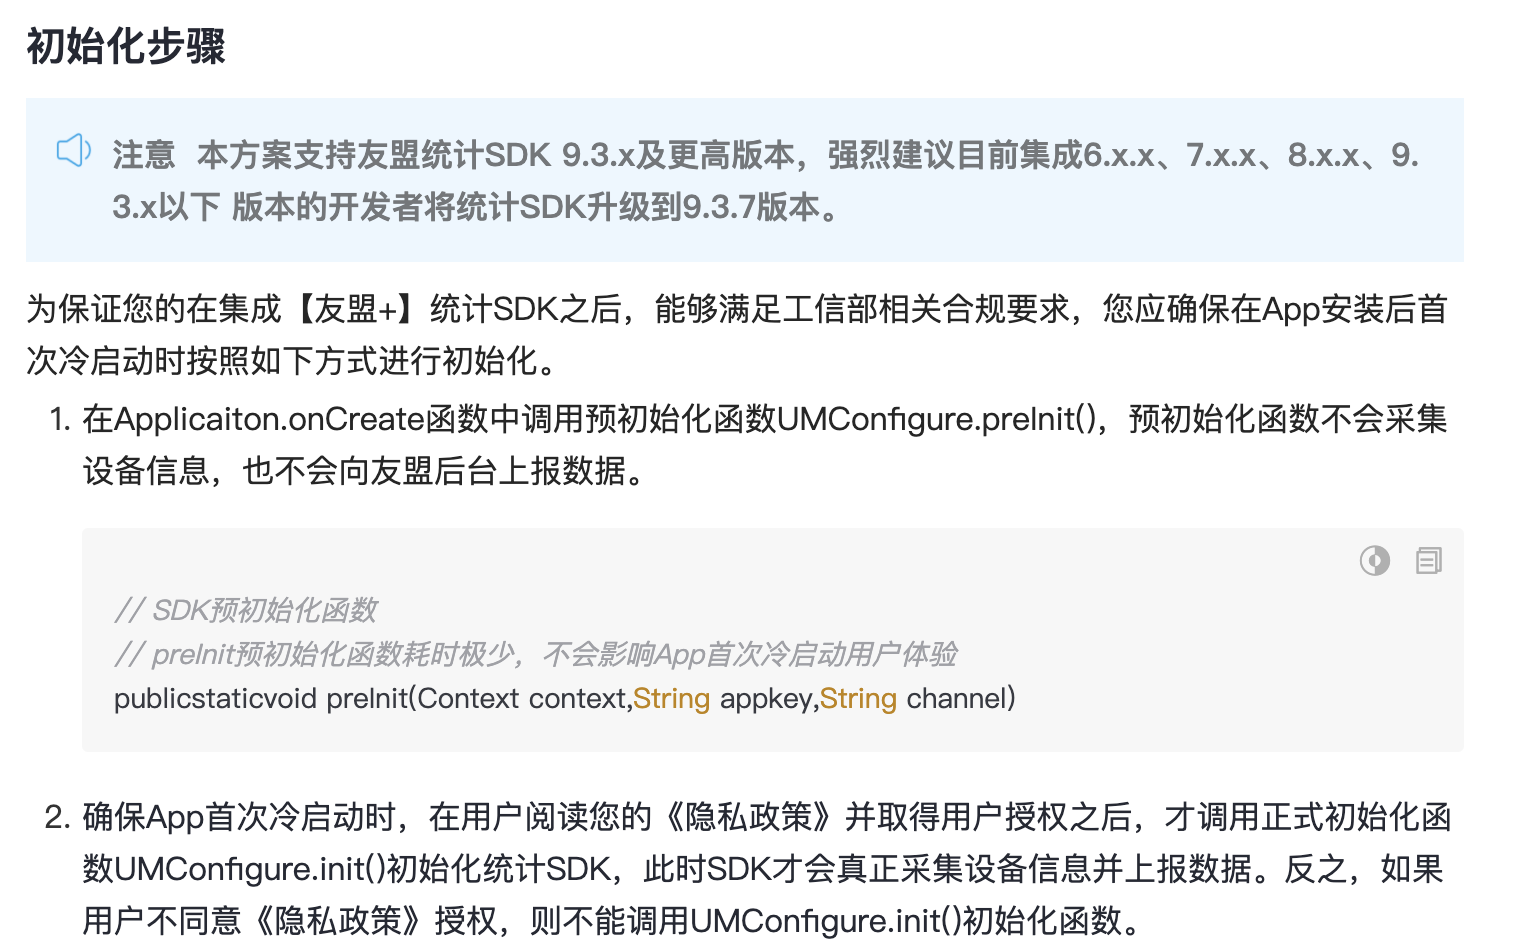 初始化步骤
注意 本方案支持友盟统计SDK 9.3.x及更高版本，强烈建议目前集成6.x.x、7.x.x、8.x.x、9.
3.x以下 版本的开发者将统计SDK升级到9.3.7版本。
为保证您的在集成【友盟+】统计SDK之后，能够满足工信部相关合规要求，您应确保在App安装后首
次冷启动时按照如下方式进行初始化。
1. 在Applicaiton.onCreate函数中调用预初始化函数UMConfigure.preInit()，预初始化函数不会采集
设备信息，也不会向友盟后台上报数据。
// SDK预初始化函数
// preInit预初始化函数耗时极少，不会影响App首次冷启动用户体验
publicstaticvoid preInit(Context context,String appkey,String channel)
2. 确保App首次冷启动时，在用户阅读您的《隐私政策》并取得用户授权之后，才调用正式初始化函
数UMConfigure.init()初始化统计SDK，此时SDK才会真正采集设备信息并上报数据。反之，如果
用户不同意《隐私政策》授权，则不能调用UMConfigure.init()初始化函数。